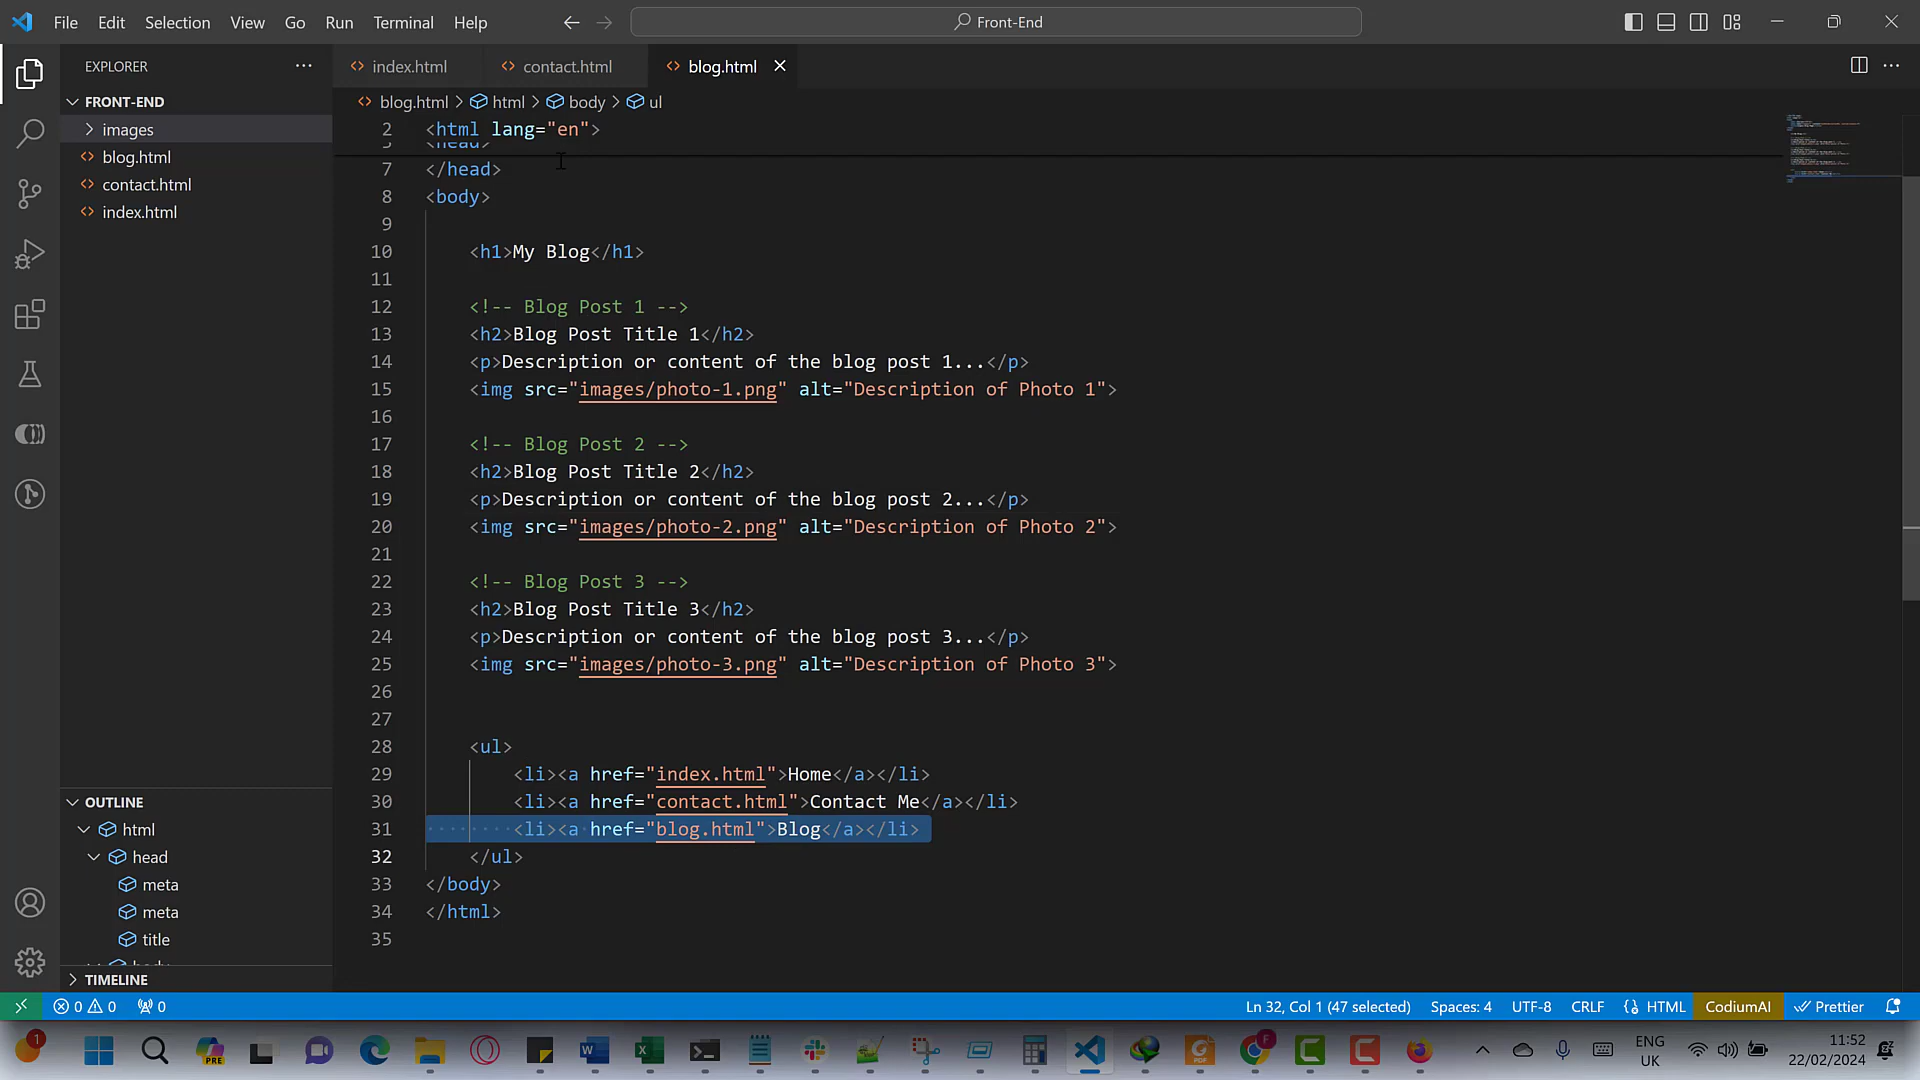 File Edit Selection View Go Run Terminal Help
Front-End
EXPLORER
FRONT-END
images
blog.html
contact.html
index.html
index.html contact.html blog.html
blog.html > html > body > ul
2 <html lang="en">
<head>
7 </head>
8 <body>
9
10 <h1>My Blog</h1>
11
12 <!-- Blog Post 1 -->
13 <h2>Blog Post Title 1</h2>
14 <p>Description or content of the blog post 1...</p>
15 <img src="images/photo-1.png" alt="Description of Photo 1">
16
17 <!-- Blog Post 2 -->
18 <h2>Blog Post Title 2</h2>
19 <p>Description or content of the blog post 2...</p>
20 <img src="images/photo-2.png" alt="Description of Photo 2">
21
22 <!-- Blog Post 3 -->
23 <h2>Blog Post Title 3</h2>
24 <p>Description or content of the blog post 3...</p>
25 <img src="images/photo-3.png" alt="Description of Photo 3">
26
27
28 <ul>
29 <li><a href="index.html">Home</a></li>
30 <li><a href="contact.html">Contact Me</a></li>
31 <li><a href="blog.html">Blog</a></li>
32 </ul>
33 </body>
34 </html>
35
OUTLINE
html
head
meta
meta
title
body
TIMELINE
0 0 0
Ln 32, Col 1 (47 selected) Spaces: 4 UTF-8 CRLF HTML CodiumAI Prettier
1
PRE
F
ENG
UK
11:52
22/02/2024